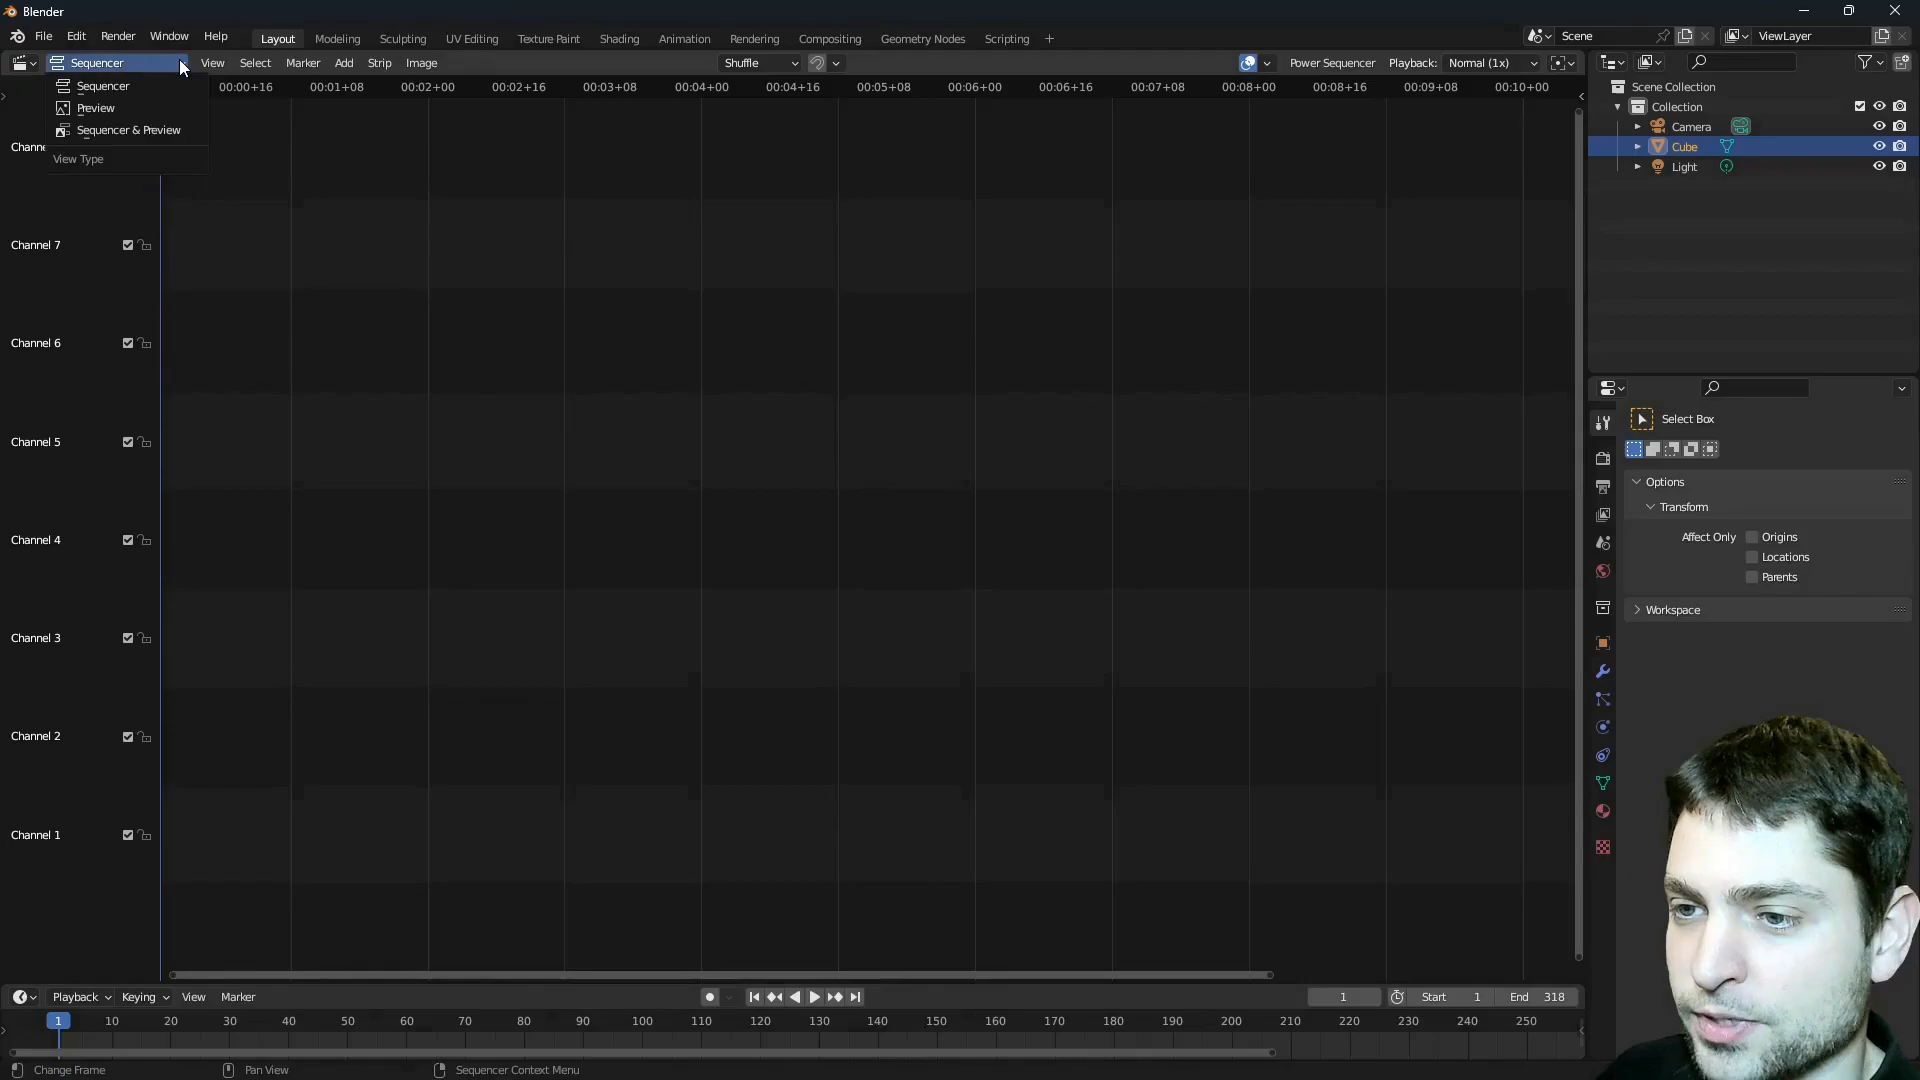 Blender
File Edit Render Window Help Layout Modeling Sculpting UV Editing Texture Paint Shading Animation Rendering Compositing Geometry Nodes Scripting + Scene ViewLayer
Sequencer View Select Marker Add Strip Image Shuffle Power Sequencer Playback: Normal (1x)
Sequencer
Preview
Sequencer & Preview
View Type
00:00+16 00:01+08 00:02+00 00:02+16 00:03+08 00:04+00 00:04+16 00:05+08 00:06+00 00:06+16 00:07+08 00:08+00 00:08+16 00:09+08 00:10+00
Chann
Channel 7
Channel 6
Channel 5
Channel 4
Channel 3
Channel 2
Channel 1
Scene Collection
Collection
Camera
Cube
Light
Select Box
Options
Transform
Affect Only Origins
Locations
Parents
Workspace
Playback Keying View Marker 1 Start 1 End 318
1 10 20 30 40 50 60 70 80 90 100 110 120 130 140 150 160 170 180 190 200 210 220 230 240 250
Change Frame Pan View Sequencer Context Menu